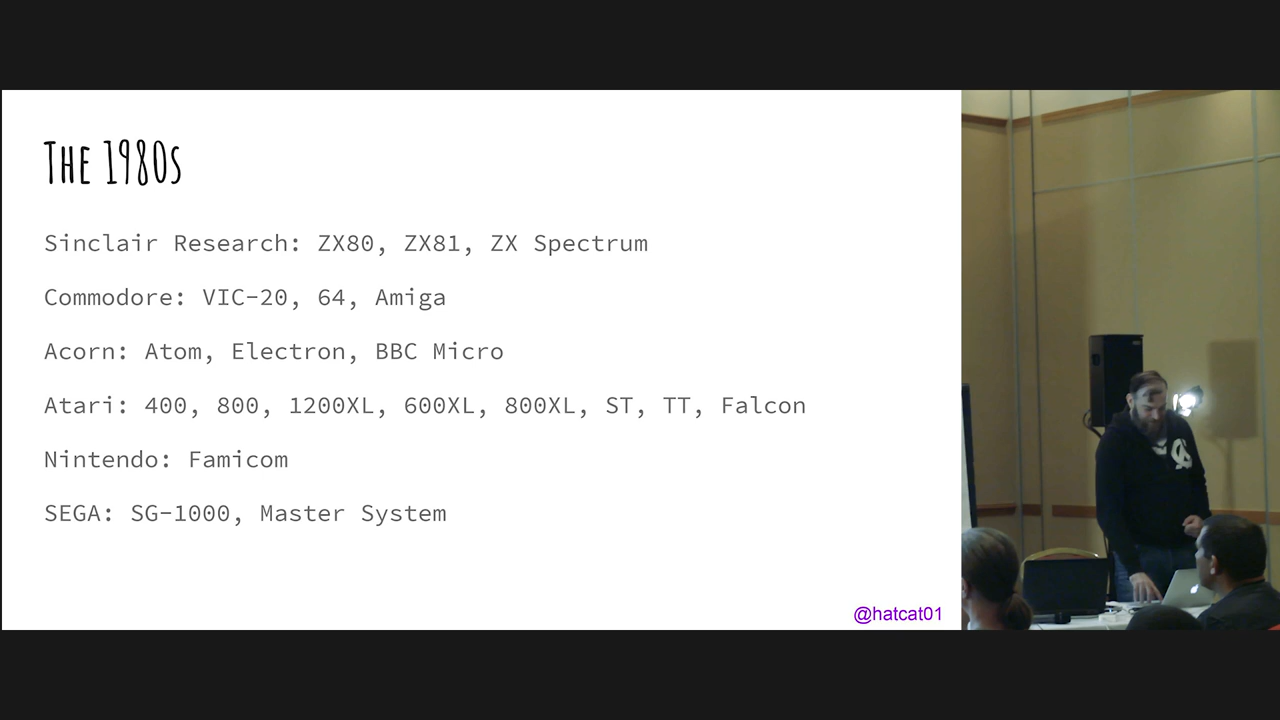 The 1980s
Sinclair Research: ZX80, ZX81, ZX Spectrum
Commodore: VIC-20, 64, Amiga
Acorn: Atom, Electron, BBC Micro
Atari: 400, 800, 1200XL, 600XL, 800XL, ST, TT, Falcon
Nintendo: Famicom
SEGA: SG-1000, Master System
@hatcat01